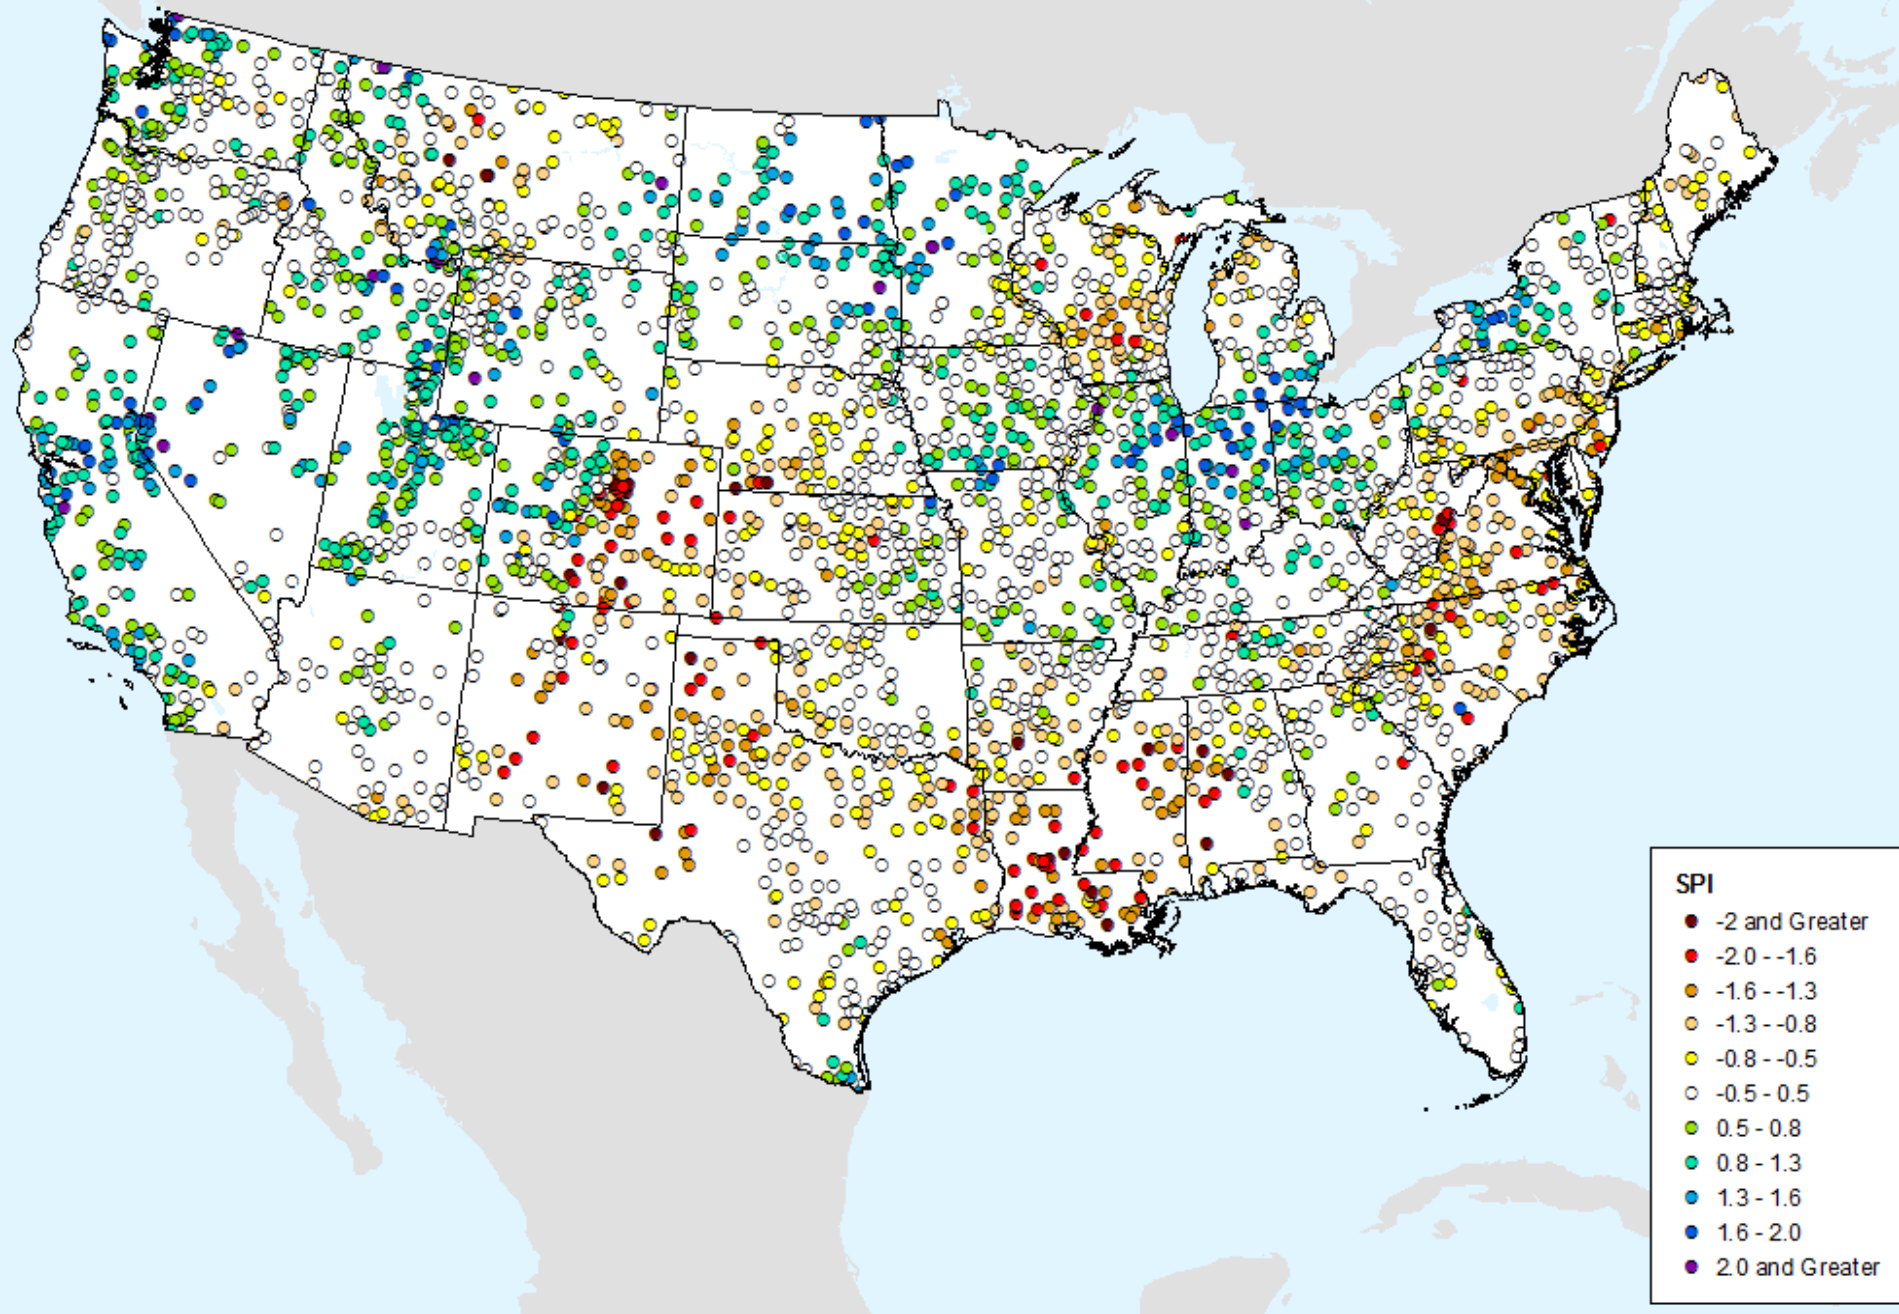 SPI
-2 and Greater
-2.0 - -1.6
-1.6 - -1.3
-1.3 - -0.8
-0.8 - -0.5
-0.5 - 0.5
0.5 - 0.8
0.8 - 1.3
1.3 - 1.6
1.6 - 2.0
2.0 and Greater